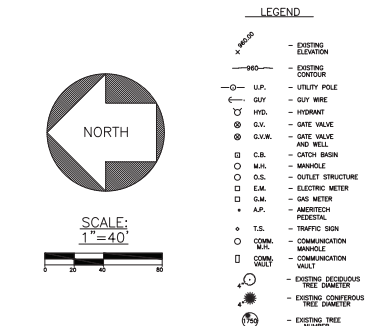 LEGEND
960.00
x
– EXISTING ELEVATION
960 – EXISTING CONTOUR
U.P. – UTILITY POLE
GUY – GUY WIRE
HYD. – HYDRANT
G.V. – GATE VALVE
G.V.W. – GATE VALVE AND WELL
C.B. – CATCH BASIN
M.H. – MANHOLE
O.S. – OUTLET STRUCTURE
E.M. – ELECTRIC METER
G.M. – GAS METER
A.P. – AMERITECH PEDESTAL
T.S. – TRAFFIC SIGN
COMM. M.H. – COMMUNICATION MANHOLE
COMM. VAULT – COMMUNICATION VAULT
4" – EXISTING DECIDUOUS TREE DIAMETER
4" – EXISTING CONIFEROUS TREE DIAMETER
1750 – EXISTING TREE NUMBER
NORTH
SCALE:
1"=40'
0 20 40 80